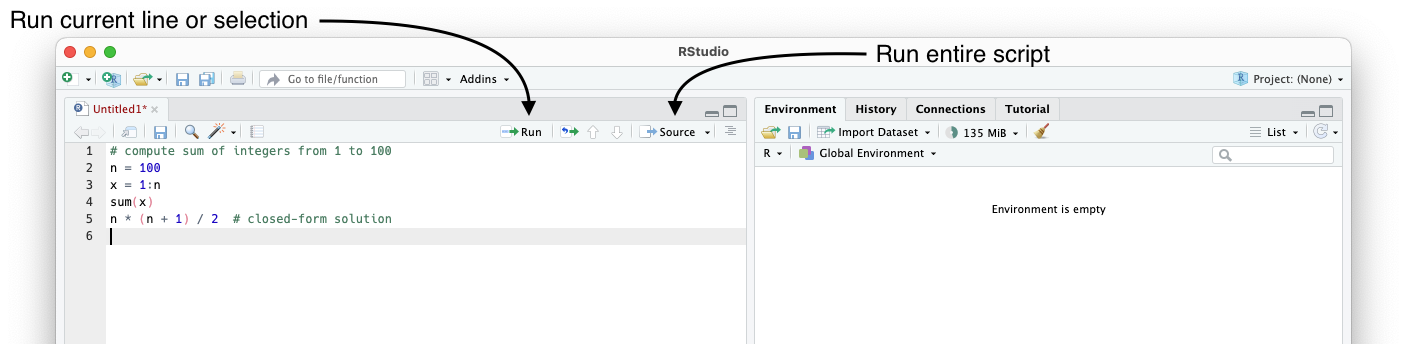 Run current line or selection
RStudio
Run entire script
Go to file/function
Addins
Project: (None)
Untitled1*
Run
Source
1 # compute sum of integers from 1 to 100
2 n = 100
3 x = 1:n
4 sum(x)
5 n * (n + 1) / 2  # closed-form solution
6
Environment History Connections Tutorial
Import Dataset 135 MiB List
R Global Environment
Environment is empty